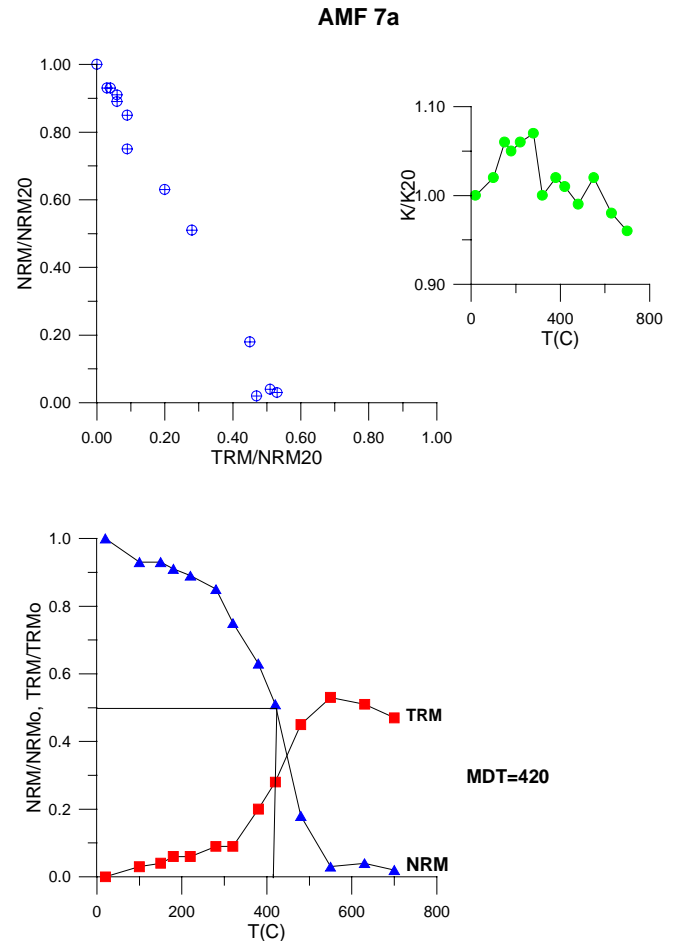 AMF 7a
1.00
0.80
0.60
0.40
0.20
0.00
NRM/NRM20
0.00 0.20 0.40 0.60 0.80 1.00
TRM/NRM20
1.10
1.00
0.90
K/K20
0 400 800
T(C)
1.0
0.8
0.6
0.4
0.2
0.0
NRM/NRMo, TRM/TRMo
TRM
NRM
MDT=420
0 200 400 600 800
T(C)